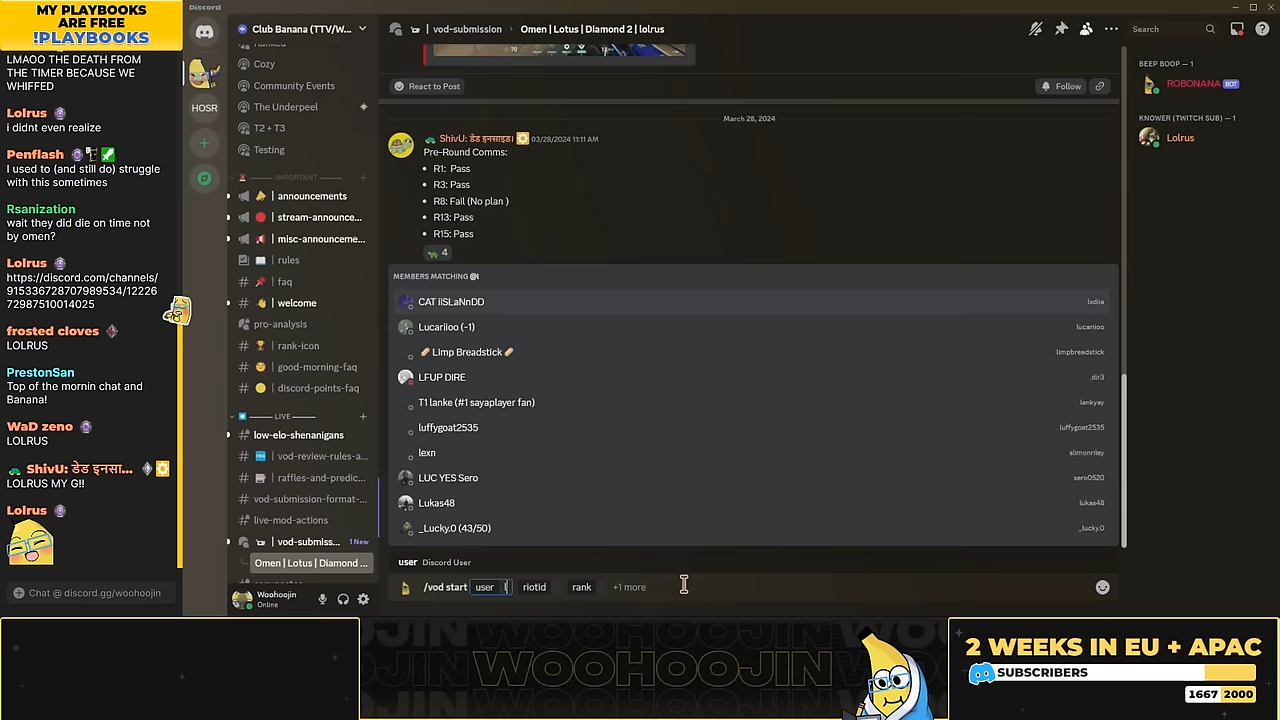 MY PLAYBOOKS
ARE FREE
!PLAYBOOKS
LMAOO THE DEATH FROM
THE TIMER BECAUSE WE
WHIFFED
Lolrus
i didnt even realize
Penflash
I used to (and still do) struggle
with this sometimes
Rsanization
wait they did die on time not
by omen?
Lolrus
https://discord.com/channels/
915336728707989534/12226
72987510014025
frosted cloves
LOLRUS
PrestonSan
Top of the mornin chat and
Banana!
WaD zeno
LOLRUS
ShivU: डेड इनसा...
LOLRUS MY G!!
Lolrus
Chat @ discord.gg/woohoojin
Discord
HOSR
Club Banana (TTV/W...
Ranked
Cozy
Community Events
The Underpeel
T2 + T3
Testing
IMPORTANT
announcements
stream-announce...
misc-announceme...
rules
faq
welcome
pro-analysis
rank-icon
good-morning-faq
discord-points-faq
LIVE
low-elo-shenanigans
vod-review-rules-a...
raffles-and-predic...
vod-submission-format-...
live-mod-actions
vod-submiss... 1 New
Omen | Lotus | Diamond ...
Woohoojin
Online
vod-submission › Omen | Lotus | Diamond 2 | lolrus
Search
React to Post
Follow
March 28, 2024
ShivU: डेड इनसाइड। 03/28/2024 11:11 AM
Pre-Round Comms:
• R1: Pass
• R3: Pass
• R8: Fail (No plan )
• R13: Pass
• R15: Pass
4
MEMBERS MATCHING @l
CAT iiSLaNnDD lxdiia
Lucariioo (-1) lucariioo
Limp Breadstick limpbreadstick
LFUP DIRE .dir3
T1 lanke (#1 sayaplayer fan) lankyay
luffygoat2535 luffygoat2535
lexn slimonriley
LUC YES Sero sero0520
Lukas48 lukas48
_Lucky.0 (43/50) _lucky.0
user Discord User
/vod start user l riotid rank +1 more
BEEP BOOP — 1
ROBONANA BOT
KNOWER (TWITCH SUB) — 1
Lolrus
WOOHOOJIN
2 WEEKS IN EU + APAC
SUBSCRIBERS
1667 2000